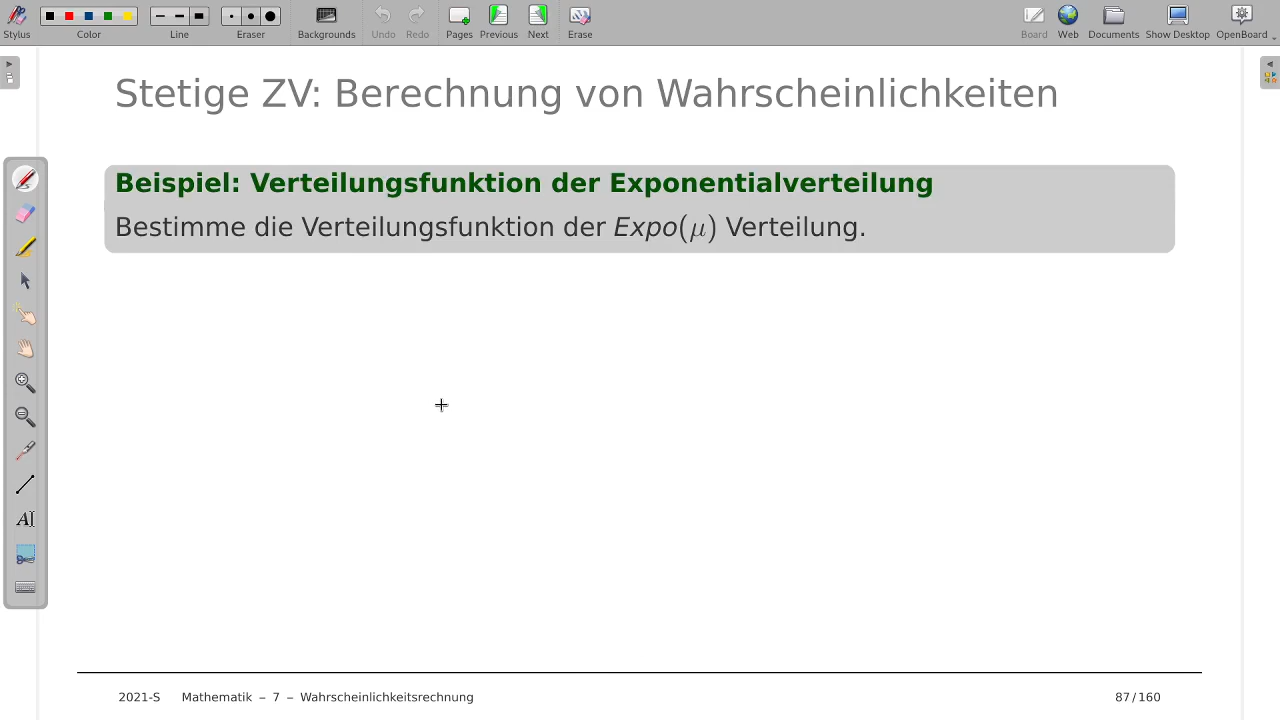 Stylus Color Line Eraser Backgrounds Undo Redo Pages Previous Next Erase Board Web Documents Show Desktop OpenBoard
Stetige ZV: Berechnung von Wahrscheinlichkeiten
Beispiel: Verteilungsfunktion der Exponentialverteilung
Bestimme die Verteilungsfunktion der Expo(μ) Verteilung.
AI
2021-S Mathematik – 7 – Wahrscheinlichkeitsrechnung 87/160